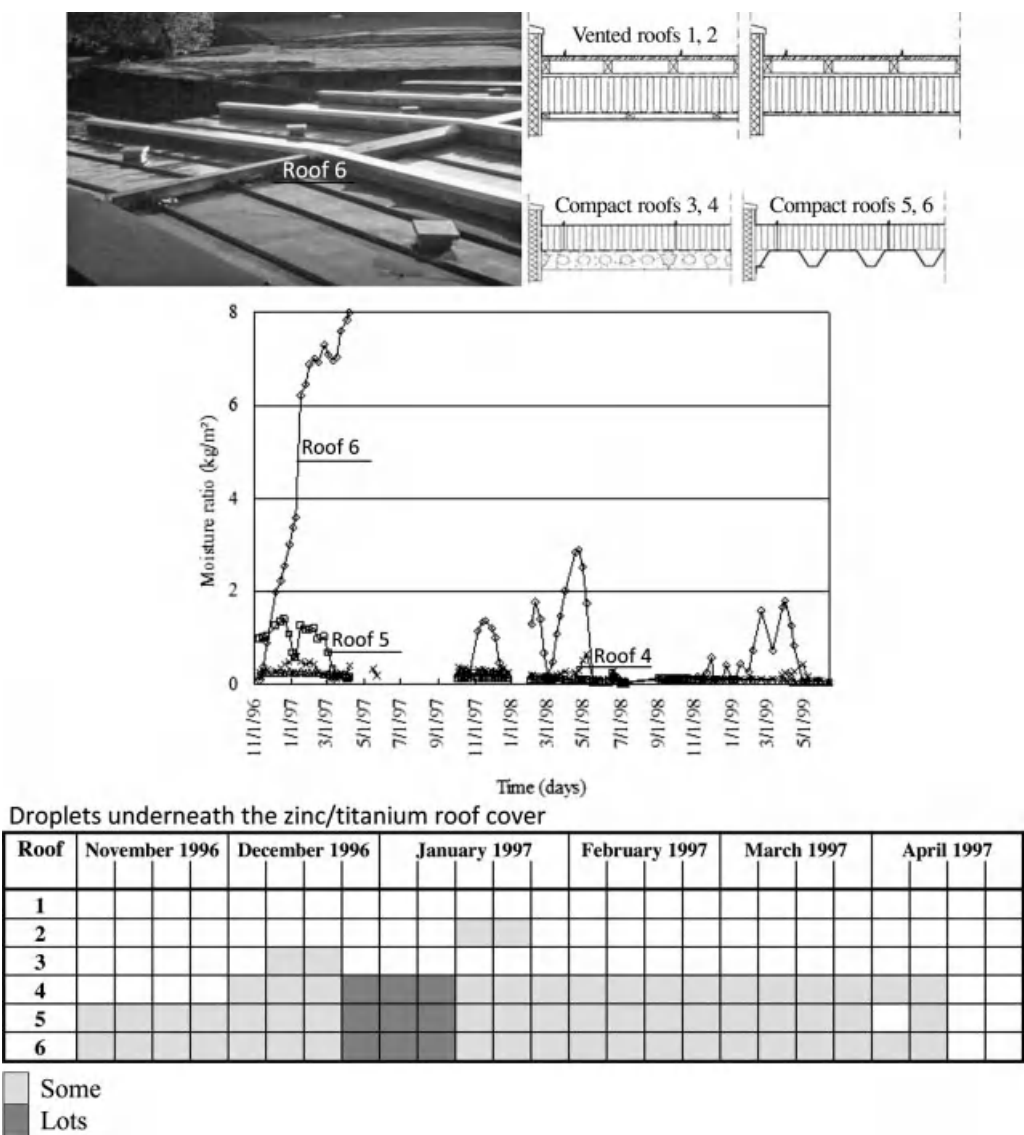 Roof 6
Vented roofs 1, 2
Compact roofs 3, 4
Compact roofs 5, 6
8
6
4
2
0
Moisture ratio (kg/m²)
Roof 6
Roof 5
Roof 4
11/1/96
1/1/97
3/1/97
5/1/97
7/1/97
9/1/97
11/1/97
1/1/98
3/1/98
5/1/98
7/1/98
9/1/98
11/1/98
1/1/99
3/1/99
5/1/99
Time (days)
Droplets underneath the zinc/titanium roof cover
Roof November 1996 December 1996 January 1997 February 1997 March 1997 April 1997
1
2
3
4
5
6
Some
Lots